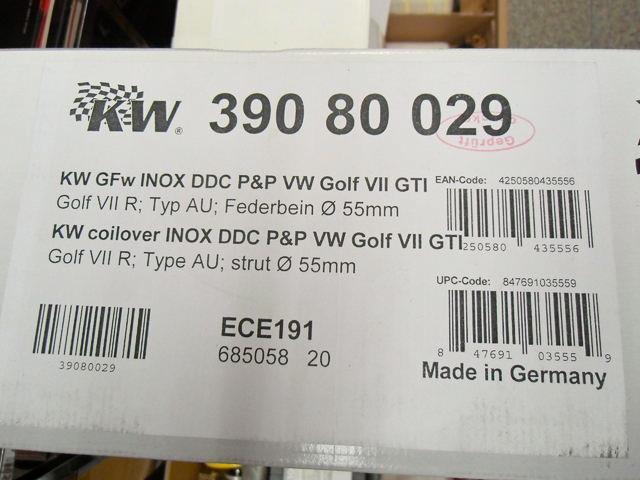 KW® 390 80 029
Geprüft
KW GFw INOX DDC P&P VW Golf VII GTI
Golf VII R; Typ AU; Federbein Ø 55mm
EAN-Code: 4250580435556
KW coilover INOX DDC P&P VW Golf VII GTI
Golf VII R; Type AU; strut Ø 55mm
250580 435556
UPC-Code: 847691035559
8 47691 03555 9
39080029
ECE191
685058 20
Made in Germany